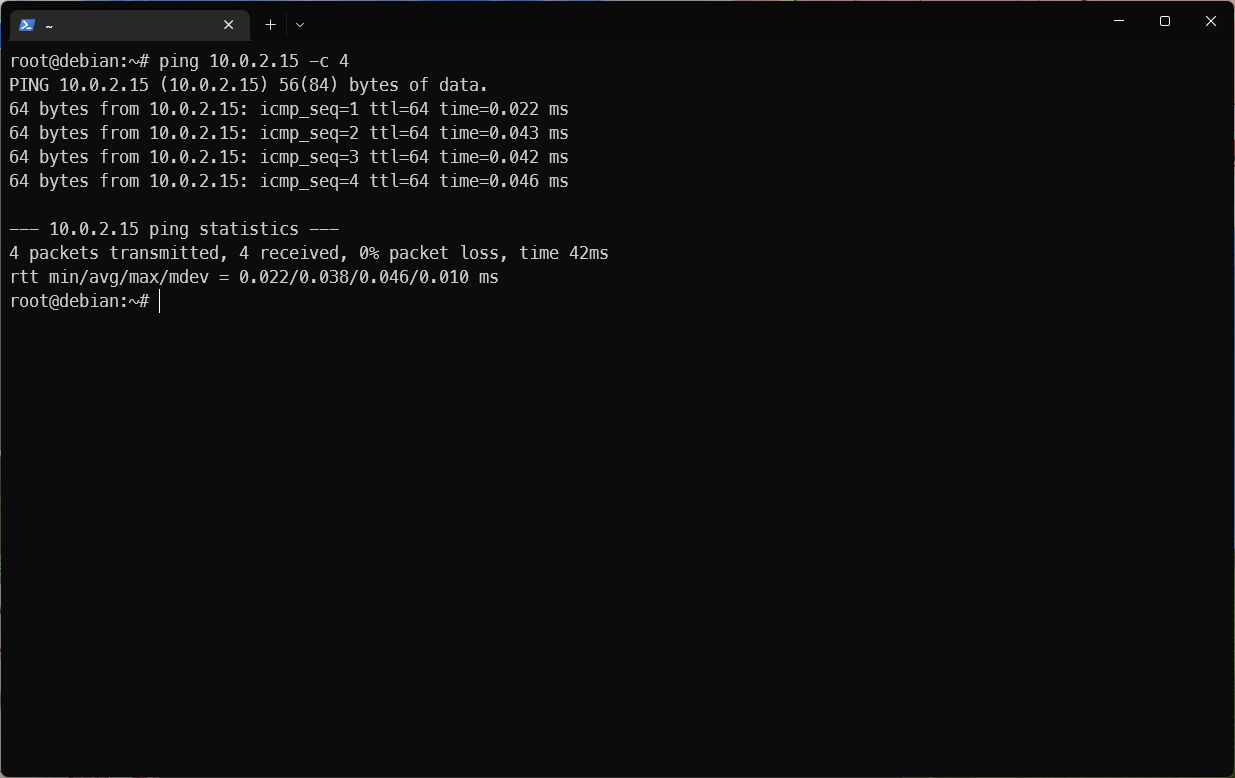 ~
root@debian:~# ping 10.0.2.15 -c 4
PING 10.0.2.15 (10.0.2.15) 56(84) bytes of data.
64 bytes from 10.0.2.15: icmp_seq=1 ttl=64 time=0.022 ms
64 bytes from 10.0.2.15: icmp_seq=2 ttl=64 time=0.043 ms
64 bytes from 10.0.2.15: icmp_seq=3 ttl=64 time=0.042 ms
64 bytes from 10.0.2.15: icmp_seq=4 ttl=64 time=0.046 ms

--- 10.0.2.15 ping statistics ---
4 packets transmitted, 4 received, 0% packet loss, time 42ms
rtt min/avg/max/mdev = 0.022/0.038/0.046/0.010 ms
root@debian:~#